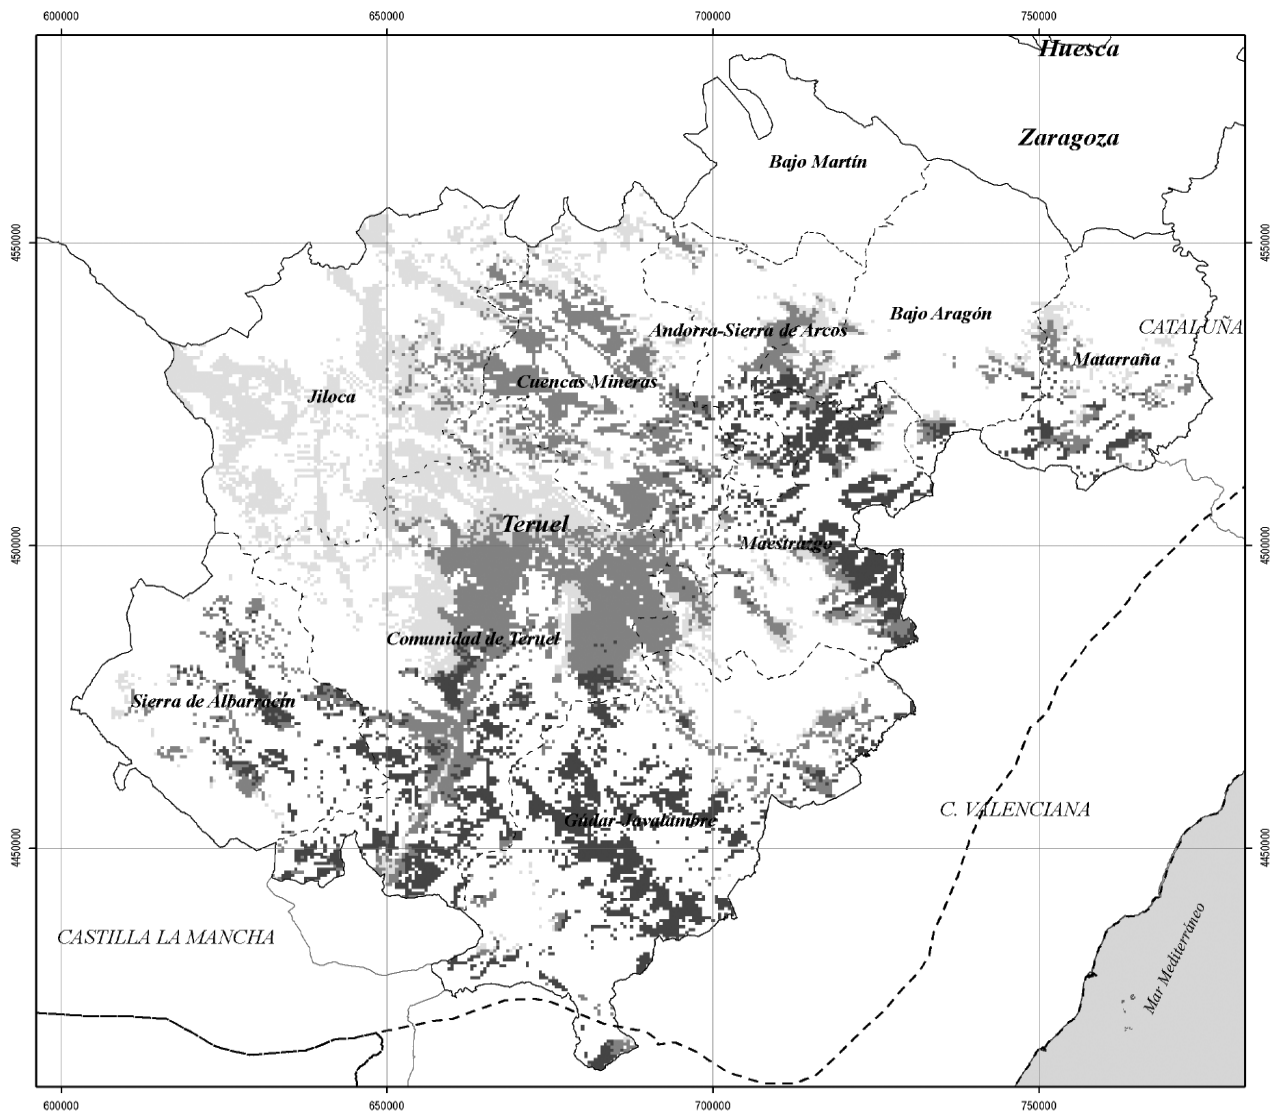 600000 650000 700000 750000
Huesca
Zaragoza
Bajo Martín
4550000 4550000
Bajo Aragón
CATALUÑA
Andorra-Sierra de Arcos
Matarraña
Cuencas Mineras
Jiloca
Teruel
4500000 4500000
Maestrazgo
Comunidad de Teruel
Sierra de Albarracín
C. VALENCIANA
Gúdar-Javalambre
4450000 4450000
CASTILLA LA MANCHA
Mar Mediterráneo
600000 650000 700000 750000